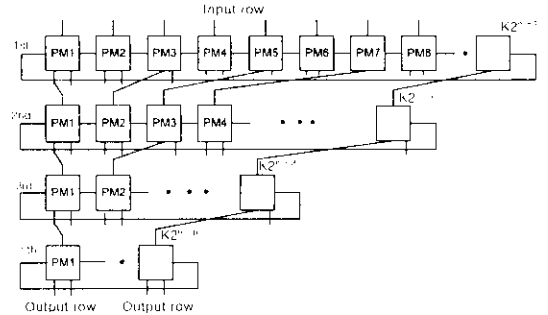 Input row
1st PM1 PM2 PM3 PM4 PM5 PM6 PM7 PM8
2nd PM1 PM2 PM3 PM4
3rd PM1 PM2
PM1
Output row Output row